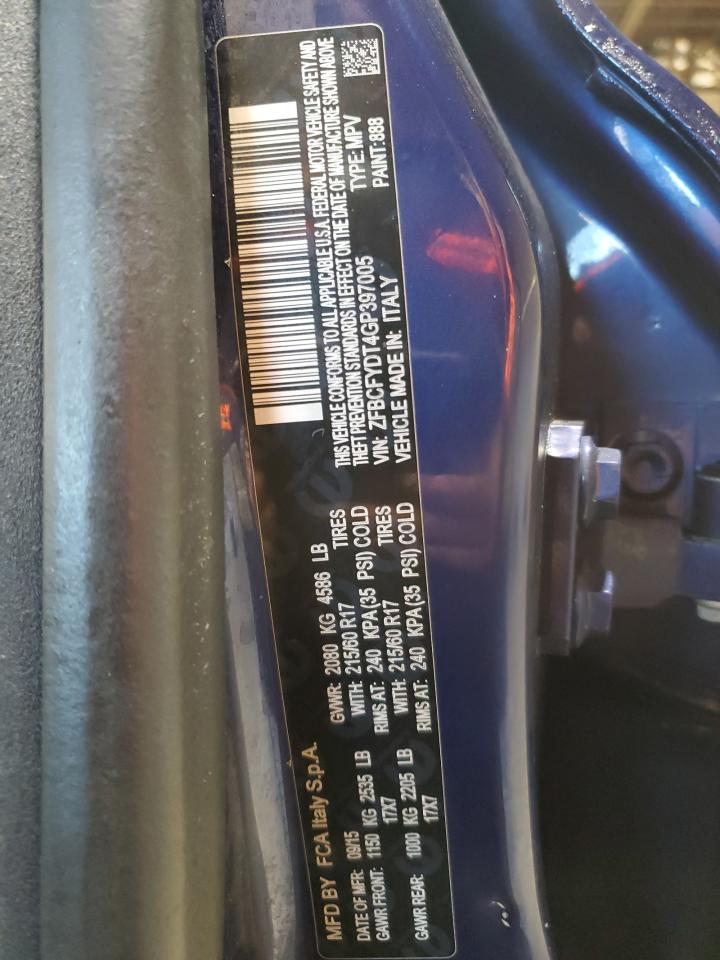 MFD BY FCA Italy S.p.A.
DATE OF MFR: 09/15 GVWR: 2080 KG 4586 LB
GAWR FRONT: 1150 KG 2535 LB WITH: 215/60 R17 TIRES
17X7 RIMS AT: 240 KPA(35 PSI) COLD
GAWR REAR: 1000 KG 2205 LB WITH: 215/60 R17 TIRES
17X7 RIMS AT: 240 KPA(35 PSI) COLD
THIS VEHICLE CONFORMS TO ALL APPLICABLE U.S.A. FEDERAL MOTOR VEHICLE SAFETY AND
THEFT PREVENTION STANDARDS IN EFFECT ON THE DATE OF MANUFACTURE SHOWN ABOVE
VIN: ZFBCFYDT4GP397005 TYPE: MPV
VEHICLE MADE IN: ITALY PAINT: 888